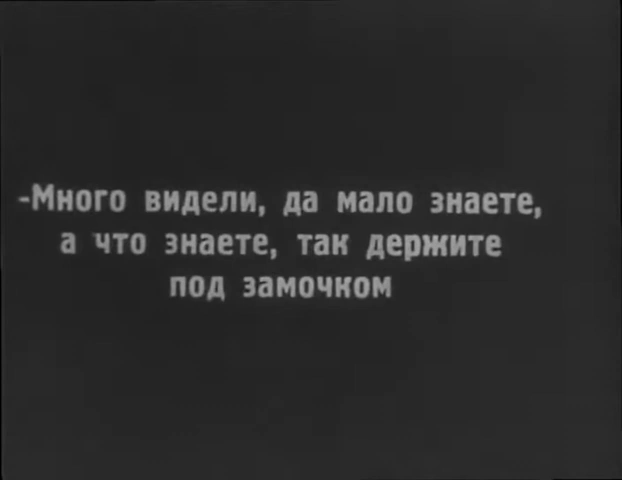 -Много видели, да мало знаете,
а что знаете, так держите
под замочком